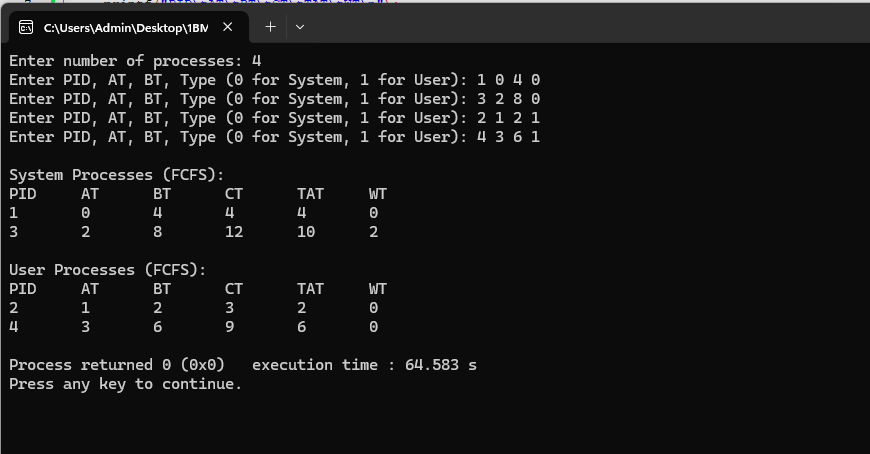 C:\Users\Admin\Desktop\1BM
Enter number of processes: 4
Enter PID, AT, BT, Type (0 for System, 1 for User): 1 0 4 0
Enter PID, AT, BT, Type (0 for System, 1 for User): 3 2 8 0
Enter PID, AT, BT, Type (0 for System, 1 for User): 2 1 2 1
Enter PID, AT, BT, Type (0 for System, 1 for User): 4 3 6 1
System Processes (FCFS):
PID AT BT CT TAT WT
1 0 4 4 4 0
3 2 8 12 10 2
User Processes (FCFS):
PID AT BT CT TAT WT
2 1 2 3 2 0
4 3 6 9 6 0
Process returned 0 (0x0) execution time : 64.583 s
Press any key to continue.